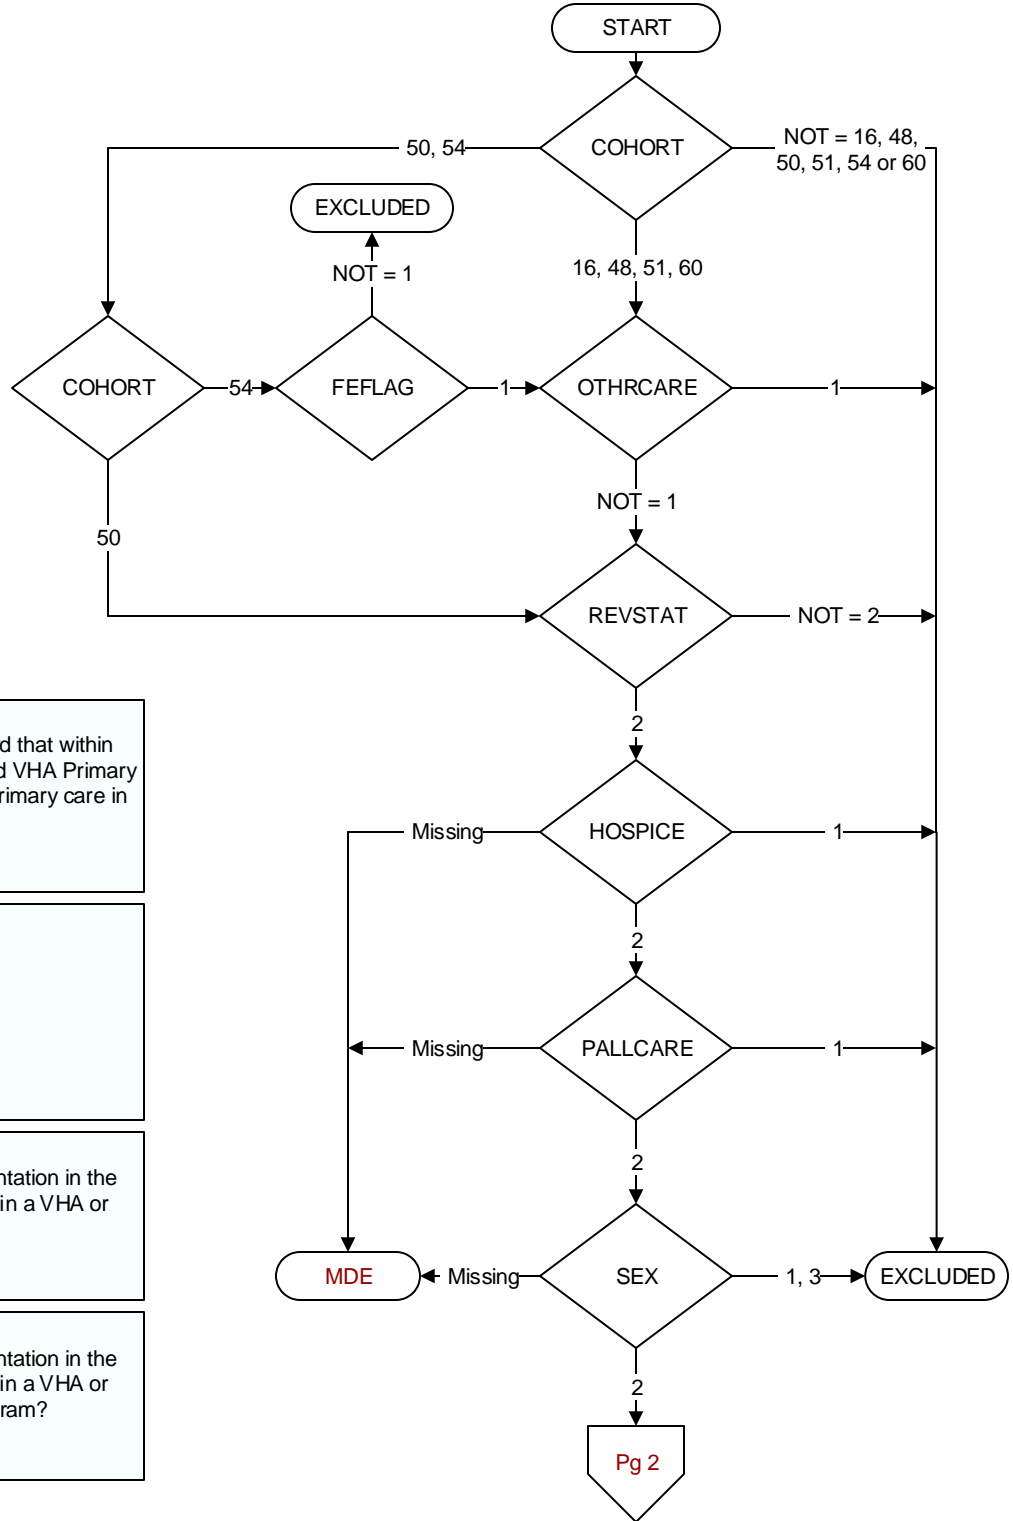 START
COHORT
50, 54
NOT = 16, 48,
50, 51, 54 or 60
EXCLUDED
NOT = 1
16, 48, 51, 60
COHORT
54
FEFLAG
1
OTHRCARE
1
NOT = 1
50
REVSTAT
NOT = 2
2
d that within
d VHA Primary
rimary care in
Missing
HOSPICE
1
2
Missing
PALLCARE
1
2
ntation in the
in a VHA or
MDE
Missing
SEX
1, 3
EXCLUDED
ntation in the
in a VHA or
ram?
2
Pg 2